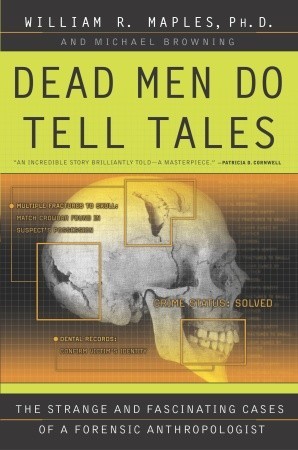 WILLIAM R. MAPLES, PH.D.
AND MICHAEL BROWNING
DEAD MEN DO
TELL TALES
"AN INCREDIBLE STORY BRILLIANTLY TOLD—A MASTERPIECE." —PATRICIA D. CORNWELL
MULTIPLE FRACTURES TO SKULL:
MATCH CROWBAR FOUND IN
SUSPECT'S POSSESSION
CRIME STATUS: SOLVED
DENTAL RECORDS:
CONFIRM VICTIM'S IDENTITY
THE STRANGE AND FASCINATING CASES
OF A FORENSIC ANTHROPOLOGIST